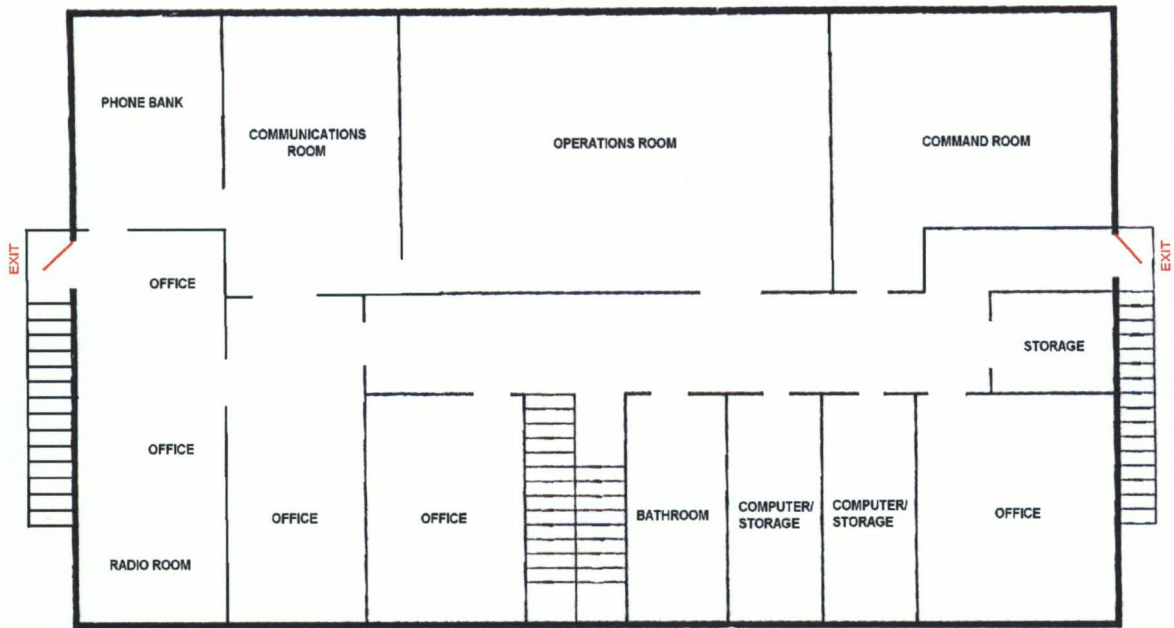 PHONE BANK
COMMUNICATIONS
ROOM
OPERATIONS ROOM
COMMAND ROOM
EXIT
OFFICE
EXIT
STORAGE
OFFICE
OFFICE
OFFICE
BATHROOM
COMPUTER/
STORAGE
COMPUTER/
STORAGE
OFFICE
RADIO ROOM